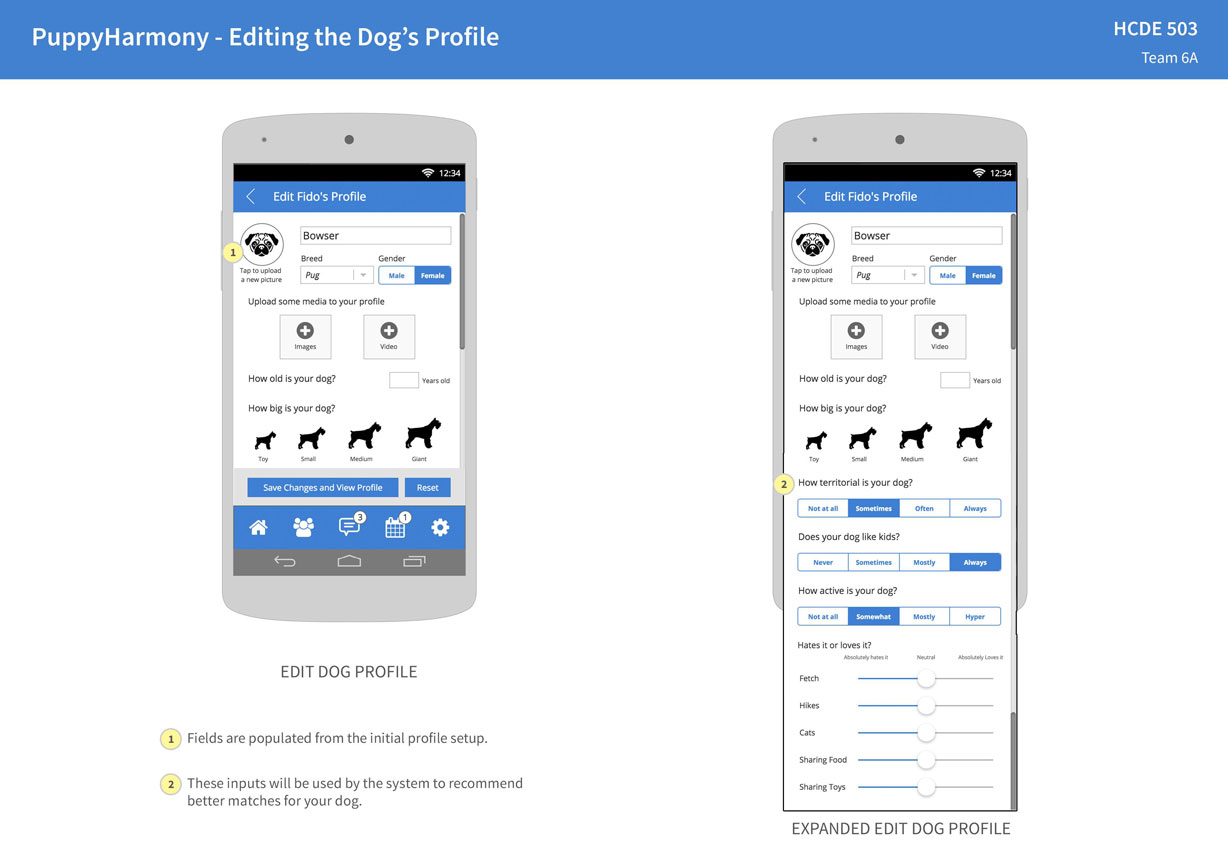 PuppyHarmony - Editing the Dog's Profile
HCDE 503
Team 6A
12:34
Edit Fido's Profile
1
Tap to upload
a new picture
Bowser
Breed
Gender
Pug
Male
Female
Upload some media to your profile
Images
Video
How old is your dog?
Years old
How big is your dog?
Toy
Small
Medium
Giant
Save Changes and View Profile
Reset
3
1
EDIT DOG PROFILE
1 Fields are populated from the initial profile setup.
2 These inputs will be used by the system to recommend
better matches for your dog.
12:34
Edit Fido's Profile
Tap to upload
a new picture
Bowser
Breed
Gender
Pug
Male
Female
Upload some media to your profile
Images
Video
How old is your dog?
Years old
How big is your dog?
Toy
Small
Medium
Giant
2
How territorial is your dog?
Not at all
Sometimes
Often
Always
Does your dog like kids?
Never
Sometimes
Mostly
Always
How active is your dog?
Not at all
Somewhat
Mostly
Hyper
Hates it or loves it?
Absolutely hates it
Neutral
Absolutely Loves it
Fetch
Hikes
Cats
Sharing Food
Sharing Toys
EXPANDED EDIT DOG PROFILE